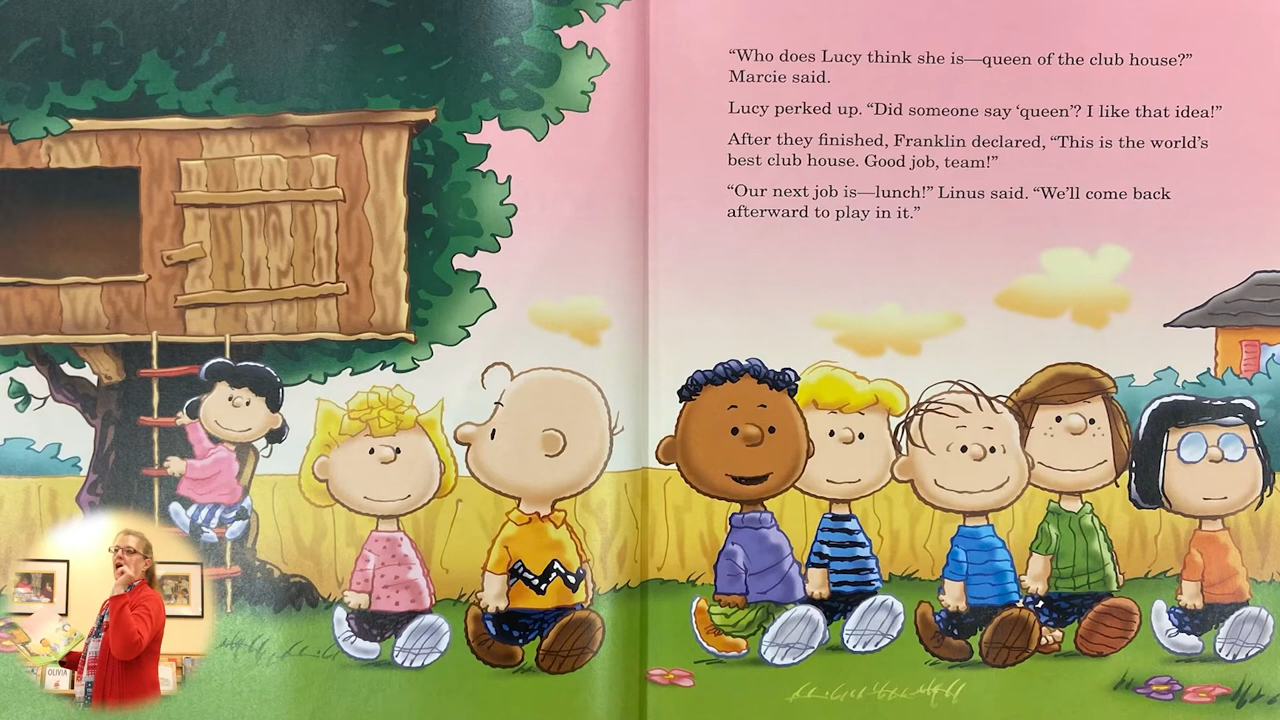 “Who does Lucy think she is—queen of the club house?”
Marcie said.
Lucy perked up. “Did someone say ‘queen’? I like that idea!”
After they finished, Franklin declared, “This is the world’s
best club house. Good job, team!”
“Our next job is—lunch!” Linus said. “We’ll come back
afterward to play in it.”
OLIVIA